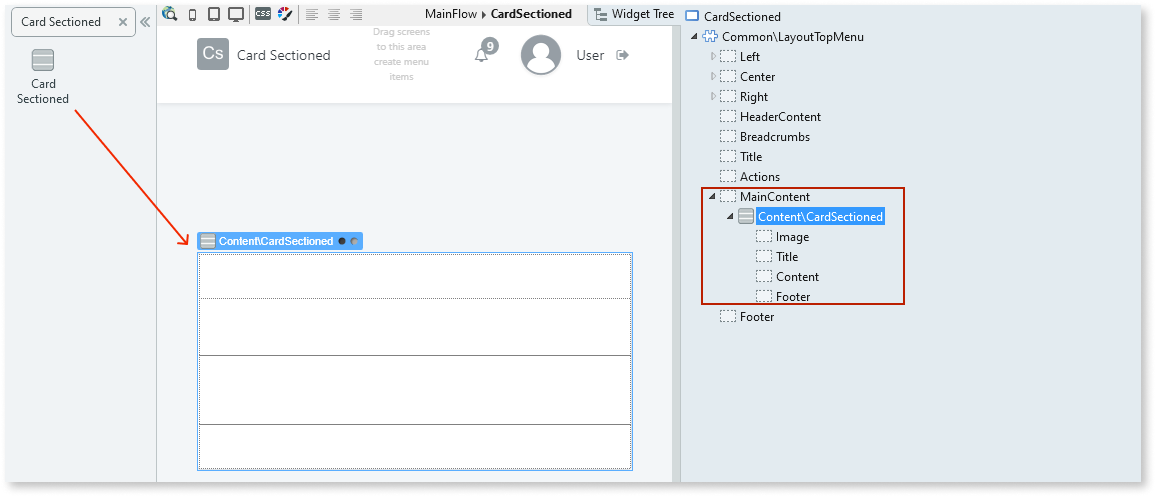 Card Sectioned
Card
Sectioned
css
MainFlow CardSectioned
Widget Tree
Cs
Card Sectioned
Drag screens
to this area
create menu
items
9
User
Content\CardSectioned
CardSectioned
Common\LayoutTopMenu
Left
Center
Right
HeaderContent
Breadcrumbs
Title
Actions
MainContent
Content\CardSectioned
Image
Title
Content
Footer
Footer